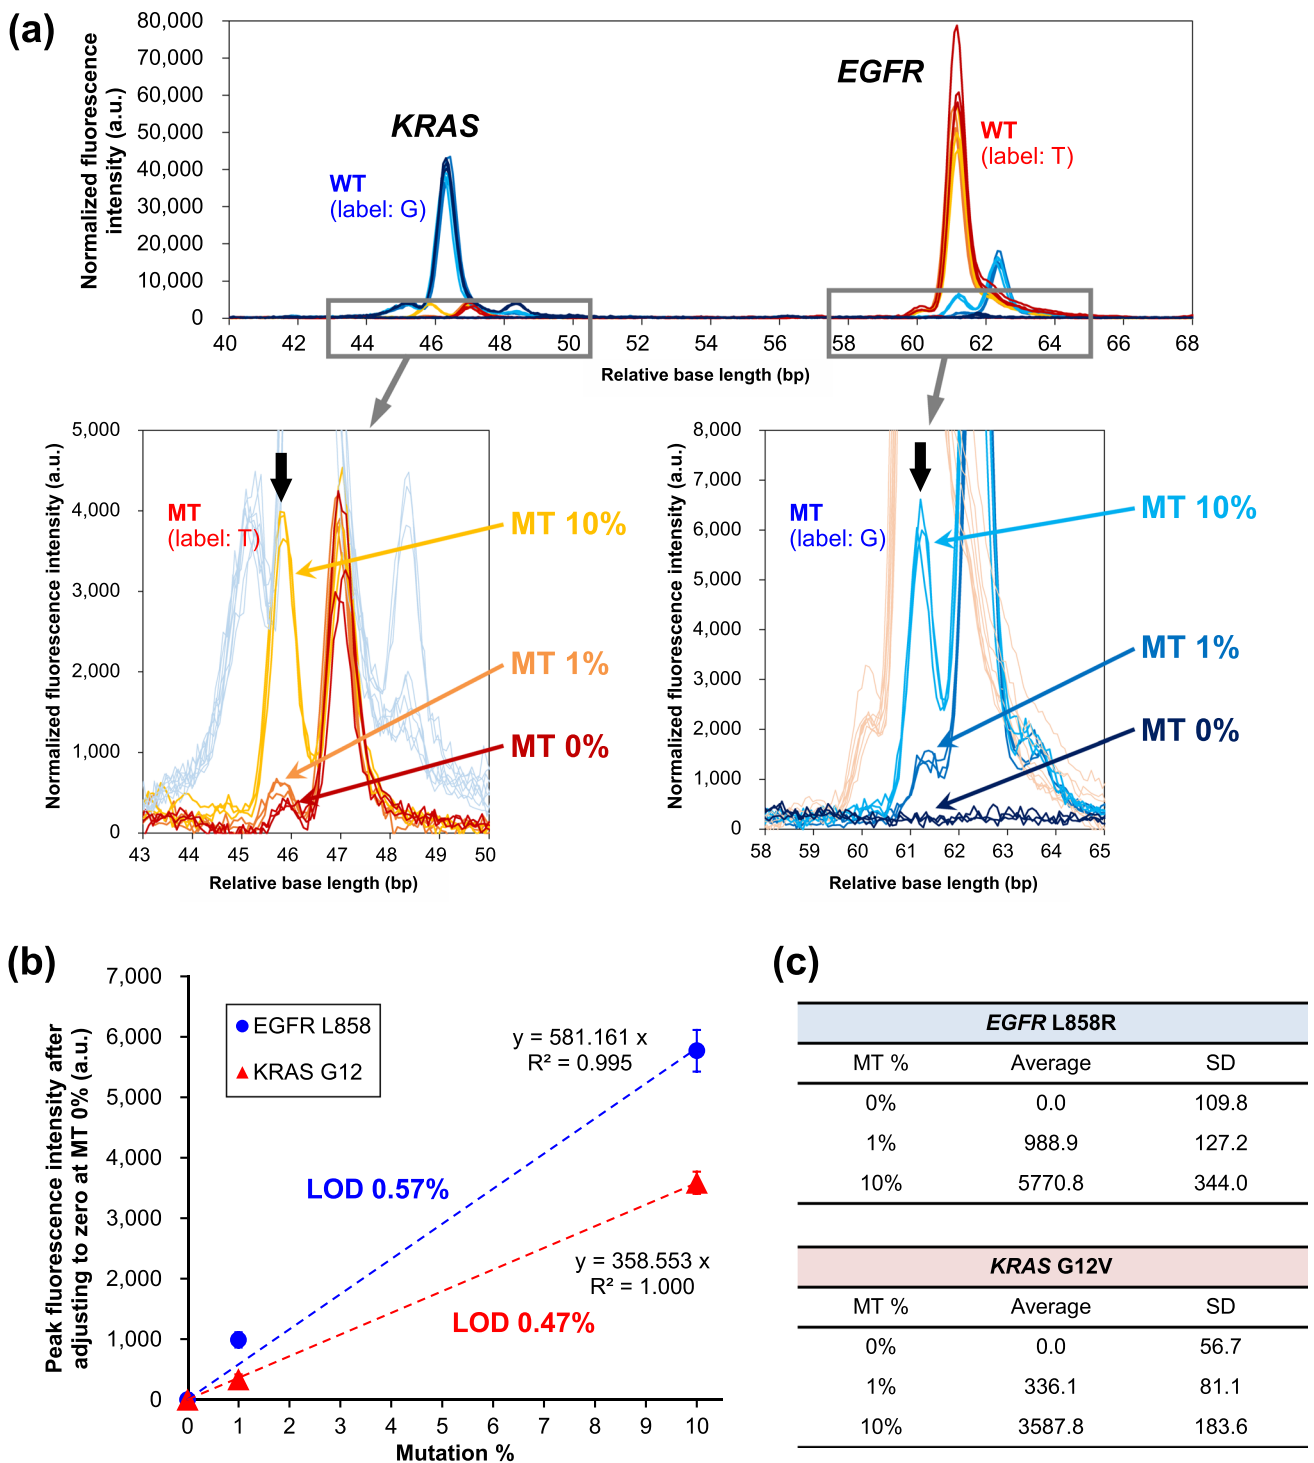 (a)
Normalized fluorescence
intensity (a.u.)
80,000
70,000
60,000
50,000
40,000
30,000
20,000
10,000
0
KRAS
WT
(label: G)
EGFR
WT
(label: T)
40 42 44 46 48 50 52 54 56 58 60 62 64 66 68
Relative base length (bp)
Normalized fluorescence intensity (a.u.)
5,000
4,000
3,000
2,000
1,000
0
MT
(label: T)
MT 10%
MT 1%
MT 0%
43 44 45 46 47 48 49 50
Relative base length (bp)
Normalized fluorescence intensity (a.u.)
8,000
7,000
6,000
5,000
4,000
3,000
2,000
1,000
0
MT
(label: G)
MT 10%
MT 1%
MT 0%
58 59 60 61 62 63 64 65
Relative base length (bp)
(b)
Peak fluorescence intensity after
adjusting to zero at MT 0% (a.u.)
7,000
6,000
5,000
4,000
3,000
2,000
1,000
0
EGFR L858
KRAS G12
y = 581.161 x
R² = 0.995
LOD 0.57%
y = 358.553 x
R² = 1.000
LOD 0.47%
0 1 2 3 4 5 6 7 8 9 10
Mutation %
(c)
EGFR L858R
MT % Average SD
0% 0.0 109.8
1% 988.9 127.2
10% 5770.8 344.0
KRAS G12V
MT % Average SD
0% 0.0 56.7
1% 336.1 81.1
10% 3587.8 183.6